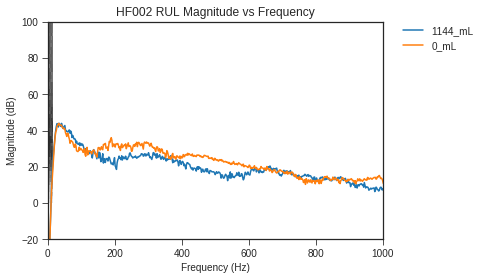 HF002 RUL Magnitude vs Frequency
1144_mL
0_mL
Magnitude (dB)
100
80
60
40
20
0
−20
0 200 400 600 800 1000
Frequency (Hz)